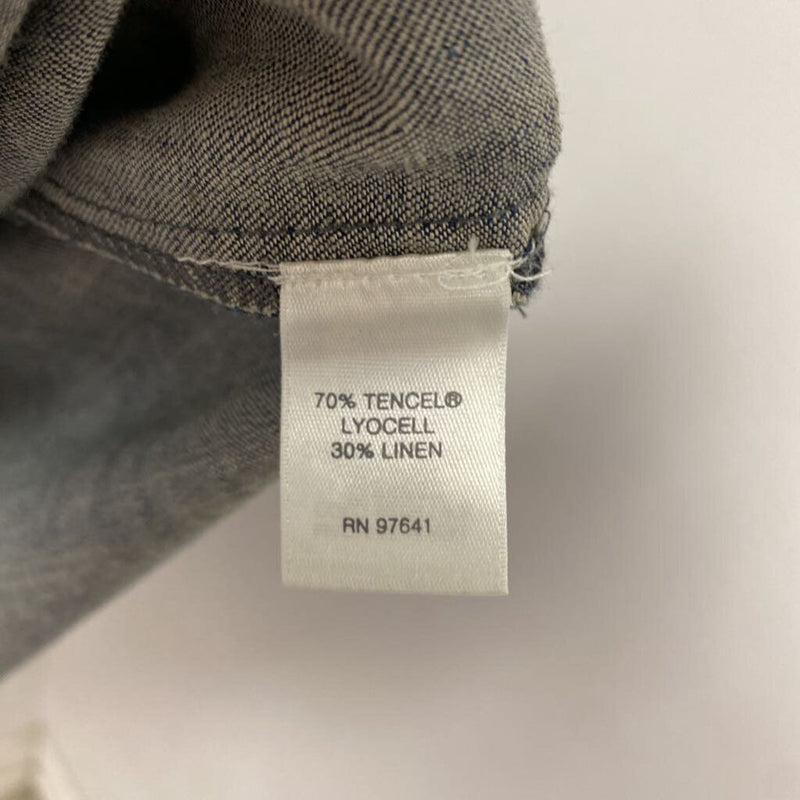 70% TENCEL®
LYOCELL
30% LINEN
RN 97641